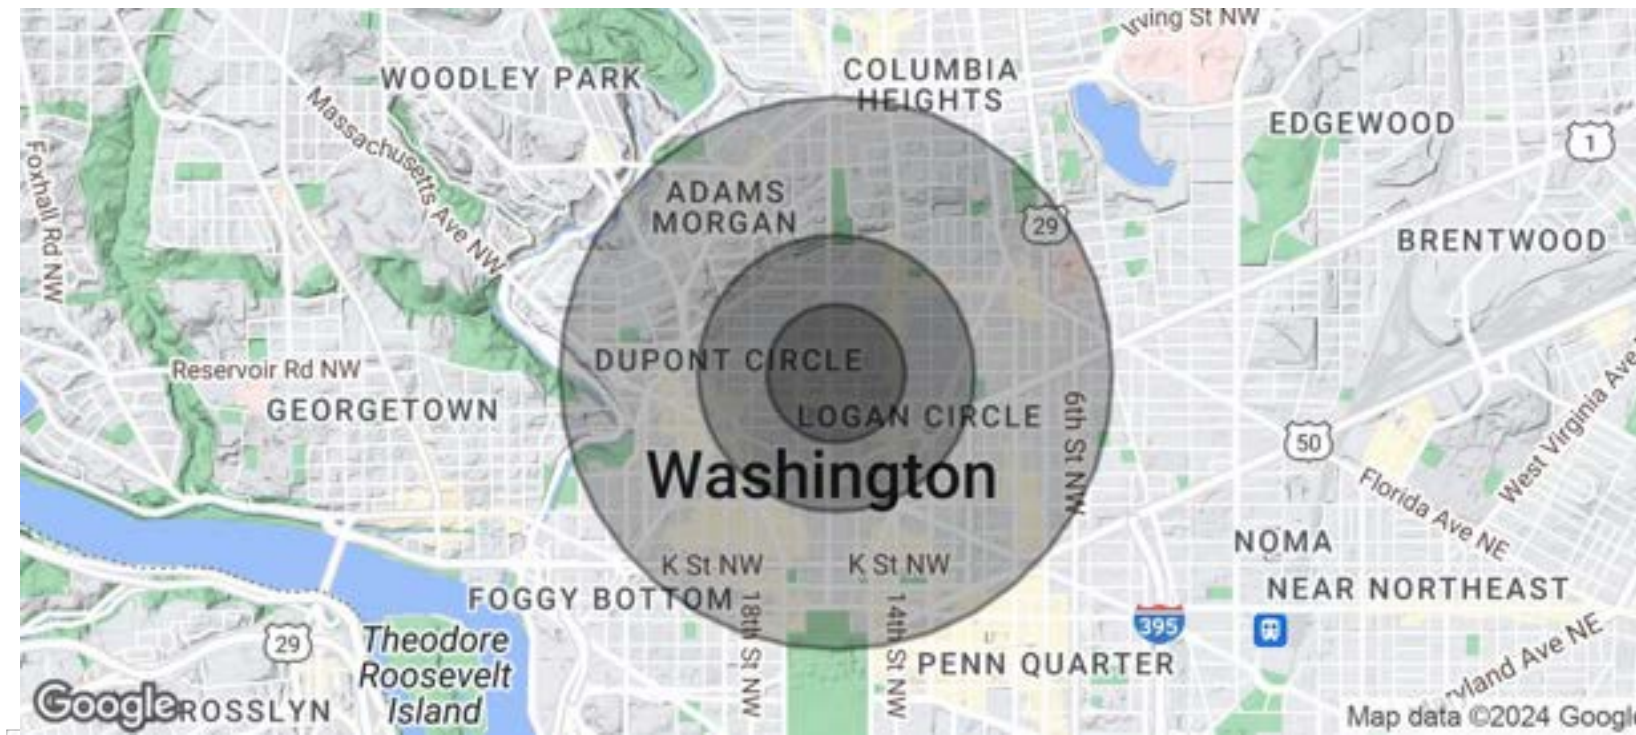 Irving St NW
WOODLEY PARK
COLUMBIA
HEIGHTS
EDGEWOOD
1
Massachusetts Ave NW
Foxhall Rd NW
ADAMS
MORGAN
29
BRENTWOOD
DUPONT CIRCLE
Reservoir Rd NW
GEORGETOWN
LOGAN CIRCLE
6th St NW
50
West Virginia Ave
Washington
Florida Ave NE
NOMA
K St NW
K St NW
NEAR NORTHEAST
FOGGY BOTTOM
18th St NW
14th St NW
395
29
Theodore
Roosevelt
Island
PENN QUARTER
Ave NE
Google
ROSSLYN
Map data ©2024 Google